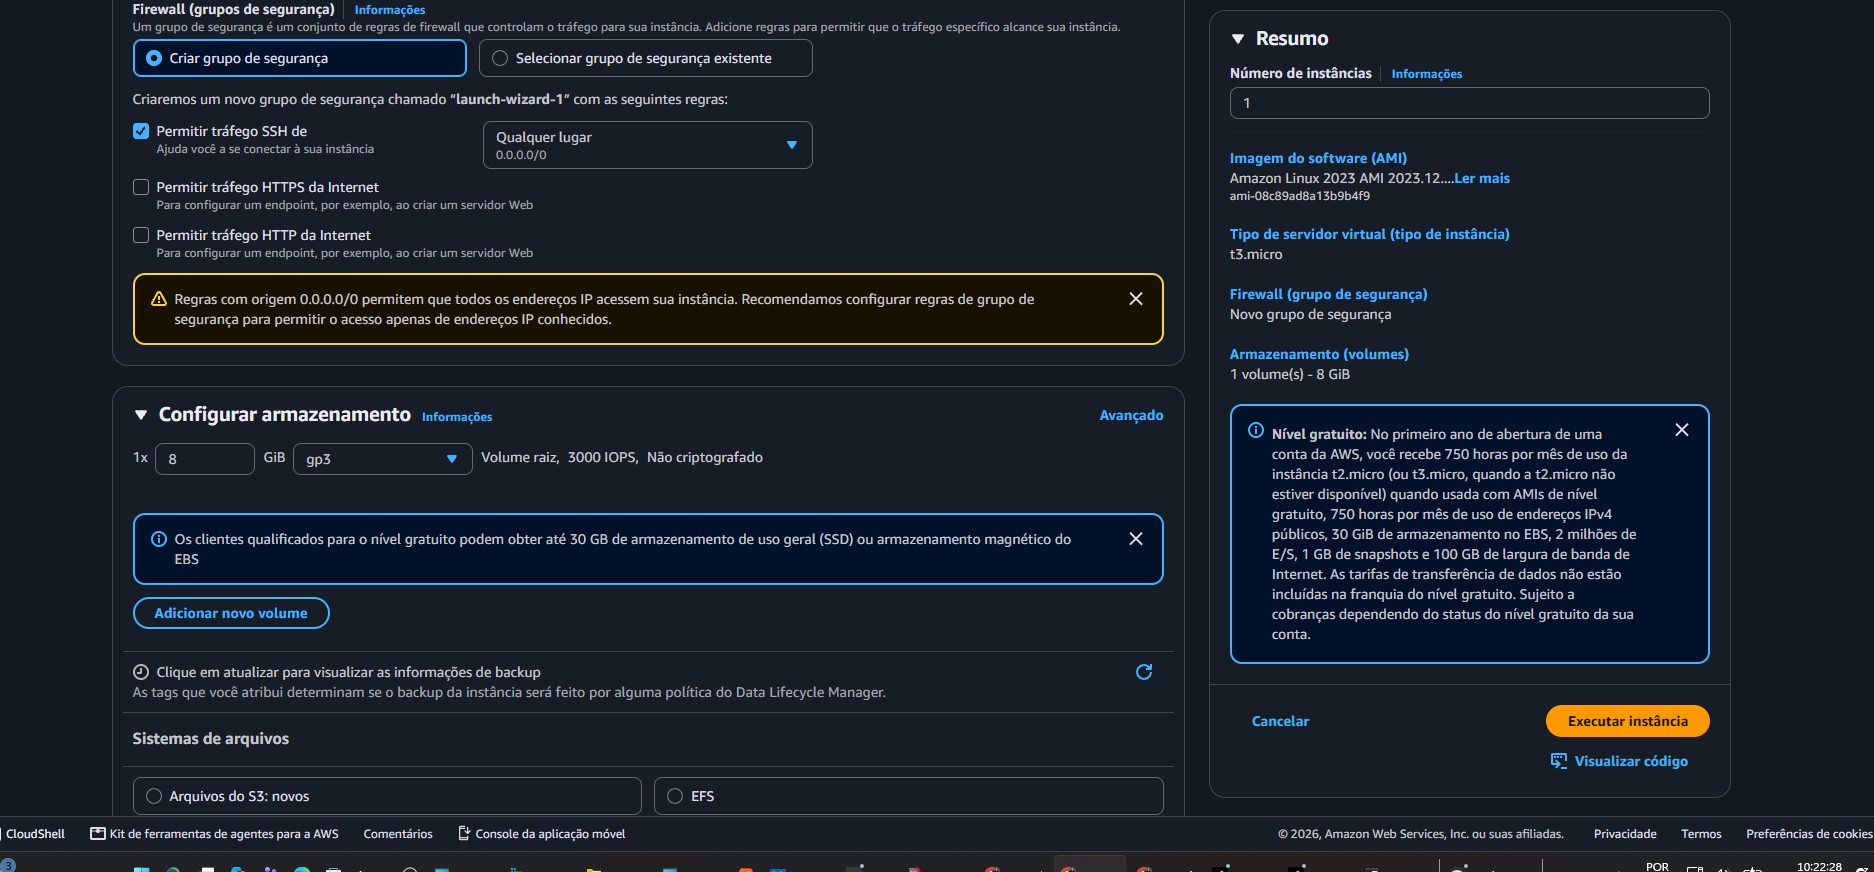 Firewall (grupos de segurança) Informações
Um grupo de segurança é um conjunto de regras de firewall que controlam o tráfego para sua instância. Adicione regras para permitir que o tráfego específico alcance sua instância.
Criar grupo de segurança
Selecionar grupo de segurança existente
Criaremos um novo grupo de segurança chamado “launch-wizard-1” com as seguintes regras:
Permitir tráfego SSH de
Ajuda você a se conectar à sua instância
Qualquer lugar
0.0.0.0/0
Permitir tráfego HTTPS da Internet
Para configurar um endpoint, por exemplo, ao criar um servidor Web
Permitir tráfego HTTP da Internet
Para configurar um endpoint, por exemplo, ao criar um servidor Web
Regras com origem 0.0.0.0/0 permitem que todos os endereços IP acessem sua instância. Recomendamos configurar regras de grupo de
segurança para permitir o acesso apenas de endereços IP conhecidos.
Configurar armazenamento Informações
Avançado
1x 8 GiB gp3 Volume raiz, 3000 IOPS, Não criptografado
Os clientes qualificados para o nível gratuito podem obter até 30 GB de armazenamento de uso geral (SSD) ou armazenamento magnético do
EBS
Adicionar novo volume
Clique em atualizar para visualizar as informações de backup
As tags que você atribui determinam se o backup da instância será feito por alguma política do Data Lifecycle Manager.
Sistemas de arquivos
Arquivos do S3: novos
EFS
Resumo
Número de instâncias Informações
1
Imagem do software (AMI)
Amazon Linux 2023 AMI 2023.12....Ler mais
ami-08c89ad8a13b9b4f9
Tipo de servidor virtual (tipo de instância)
t3.micro
Firewall (grupo de segurança)
Novo grupo de segurança
Armazenamento (volumes)
1 volume(s) - 8 GiB
Nível gratuito: No primeiro ano de abertura de uma
conta da AWS, você recebe 750 horas por mês de uso da
instância t2.micro (ou t3.micro, quando a t2.micro não
estiver disponível) quando usada com AMIs de nível
gratuito, 750 horas por mês de uso de endereços IPv4
públicos, 30 GiB de armazenamento no EBS, 2 milhões de
E/S, 1 GB de snapshots e 100 GB de largura de banda de
Internet. As tarifas de transferência de dados não estão
incluídas na franquia do nível gratuito. Sujeito a
cobranças dependendo do status do nível gratuito da sua
conta.
Cancelar
Executar instância
Visualizar código
CloudShell Kit de ferramentas de agentes para a AWS Comentários Console da aplicação móvel
© 2026, Amazon Web Services, Inc. ou suas afiliadas. Privacidade Termos Preferências de cookies
3
POR
10:22:28